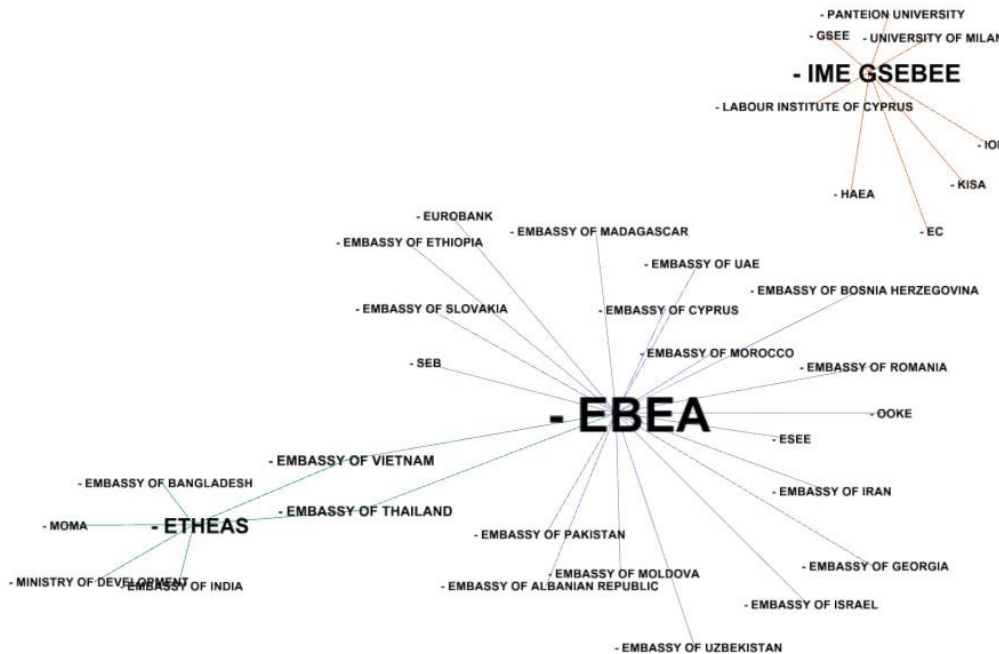 - PANTEION UNIVERSITY
- GSEE
- UNIVERSITY OF MILAN
- IME GSEBEE
- LABOUR INSTITUTE OF CYPRUS
- KISA
- HAEA
- EC
- EUROBANK
- EMBASSY OF MADAGASCAR
- EMBASSY OF ETHIOPIA
- EMBASSY OF UAE
- EMBASSY OF BOSNIA HERZEGOVINA
- EMBASSY OF SLOVAKIA
- EMBASSY OF CYPRUS
- EMBASSY OF MOROCCO
- SEB
- EMBASSY OF ROMANIA
- EBEA
- OOKE
- ESEE
- EMBASSY OF VIETNAM
- EMBASSY OF BANGLADESH
- EMBASSY OF IRAN
- EMBASSY OF THAILAND
- MOMA
- ETHEAS
- EMBASSY OF PAKISTAN
- EMBASSY OF GEORGIA
- EMBASSY OF MOLDOVA
- MINISTRY OF DEVELOPMENT
- EMBASSY OF INDIA
- EMBASSY OF ALBANIAN REPUBLIC
- EMBASSY OF ISRAEL
- EMBASSY OF UZBEKISTAN